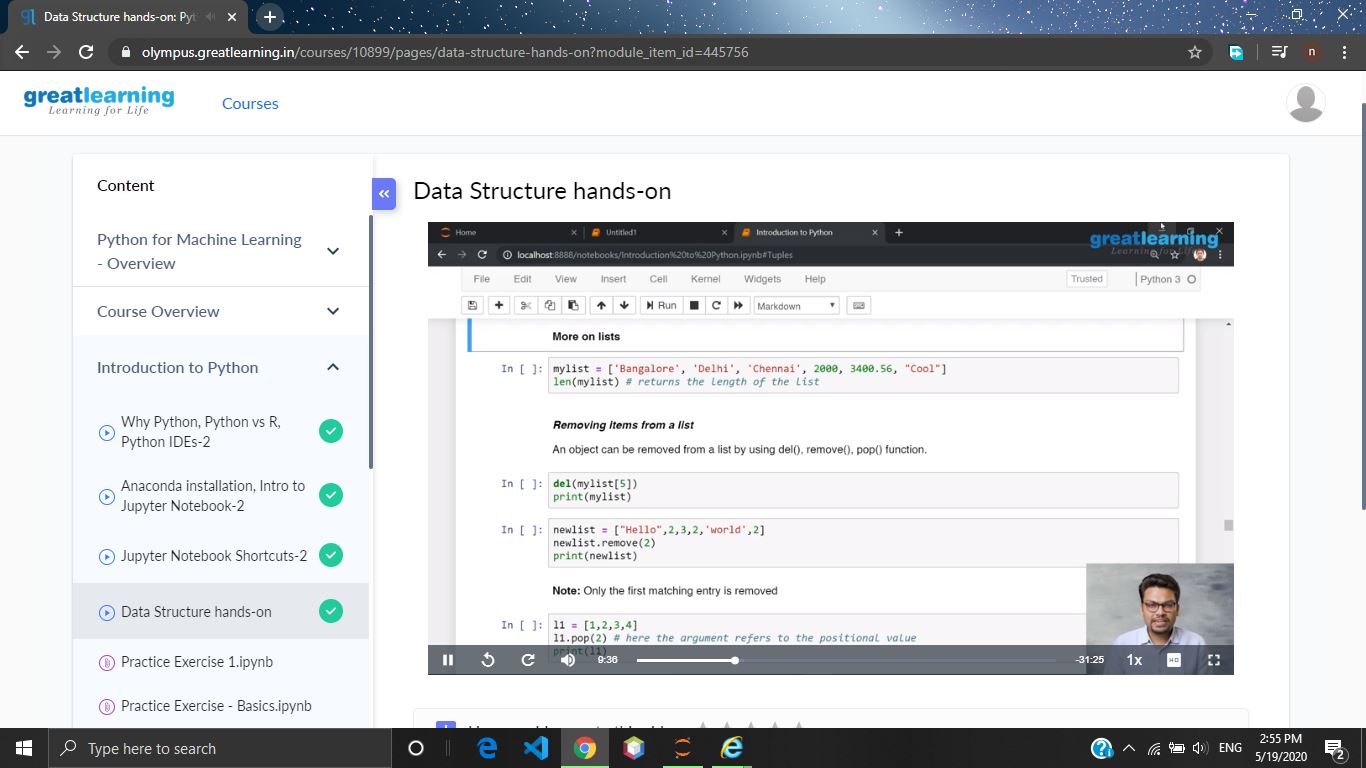 Data Structure hands-on: Pyt
olympus.greatlearning.in/courses/10899/pages/data-structure-hands-on?module_item_id=445756
n
greatlearning
Learning for Life
Courses
Content
Python for Machine Learning
- Overview
Course Overview
Introduction to Python
Why Python, Python vs R,
Python IDEs-2
Anaconda installation, Intro to
Jupyter Notebook-2
Jupyter Notebook Shortcuts-2
Data Structure hands-on
Practice Exercise 1.ipynb
Practice Exercise - Basics.ipynb
Data Structure hands-on
Home
Untitled1
Introduction to Python
greatlearning
Learning for Life
localhost:8888/notebooks/Introduction%20to%20Python.ipynb#Tuples
File Edit View Insert Cell Kernel Widgets Help
Trusted
Python 3
Run
Markdown
More on lists
In [ ]: mylist = ['Bangalore', 'Delhi', 'Chennai', 2000, 3400.56, "Cool"]
len(mylist) # returns the length of the list
Removing items from a list
An object can be removed from a list by using del(), remove(), pop() function.
In [ ]: del(mylist[5])
print(mylist)
In [ ]: newlist = ["Hello",2,3,2,'world',2]
newlist.remove(2)
print(newlist)
Note: Only the first matching entry is removed
In [ ]: l1 = [1,2,3,4]
l1.pop(2) # here the argument refers to the positional value
print(l1)
9:36
-31:25
1x
HD
Type here to search
ENG
2:55 PM
5/19/2020
2